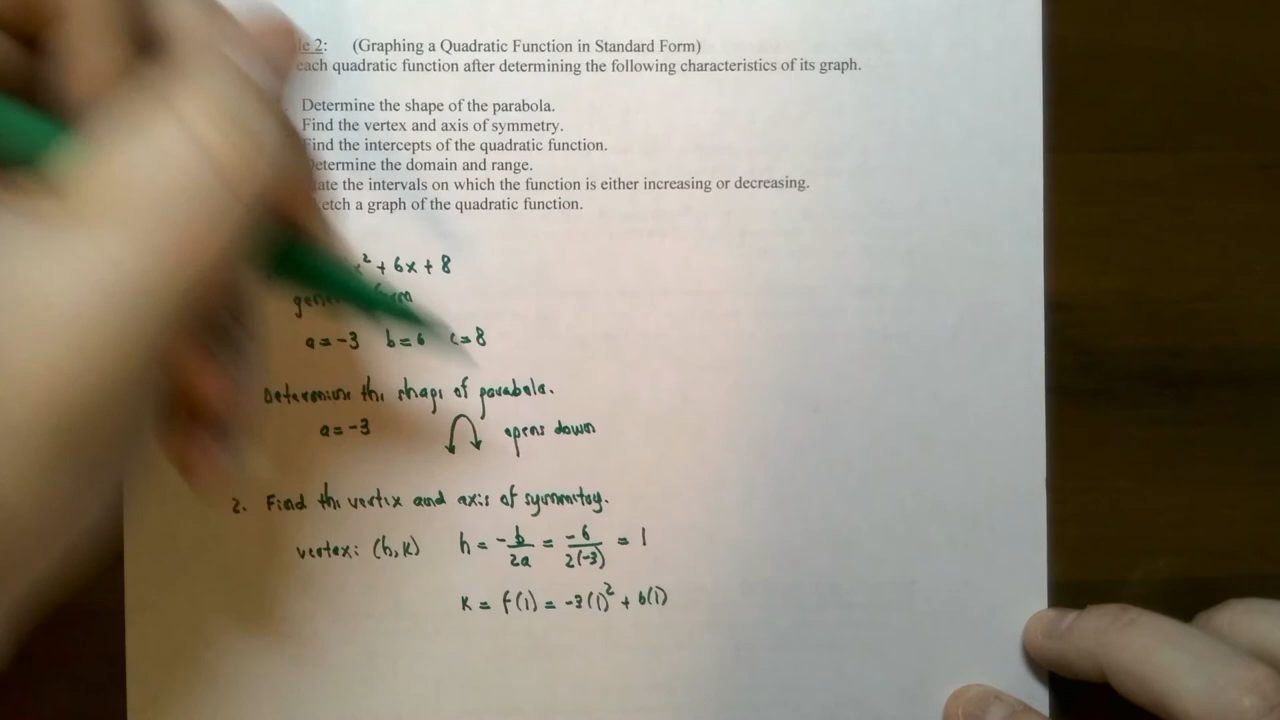 2: (Graphing a Quadratic Function in Standard Form)
each quadratic function after determining the following characteristics of its graph.
Determine the shape of the parabola.
Find the vertex and axis of symmetry.
Find the intercepts of the quadratic function.
Determine the domain and range.
the intervals on which the function is either increasing or decreasing.
a graph of the quadratic function.
² + 6x + 8
a = -3 b = 6 c = 8
Determine the shape of parabola.
a = -3 opens down
2. Find the vertex and axis of symmetry.
vertex: (h, k) h = -b/2a = -6/2(-3) = 1
k = f(1) = -3(1)² + 6(1)